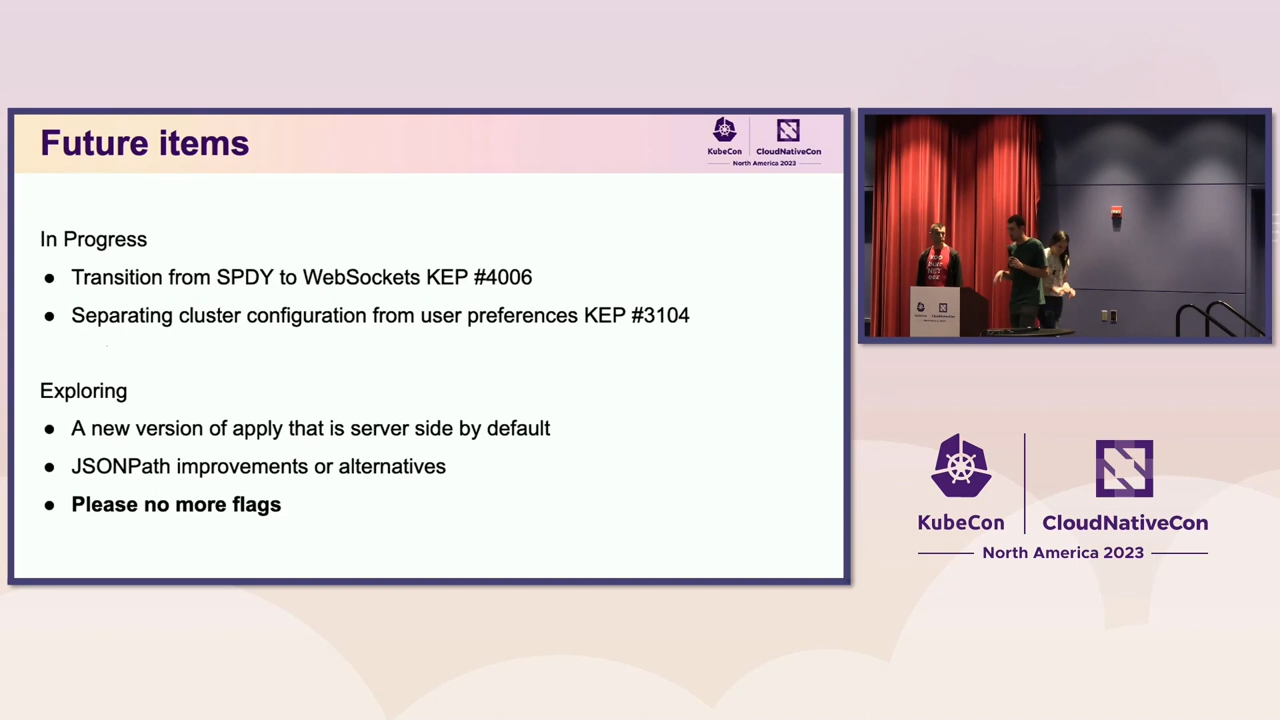 Future items
KubeCon
CloudNativeCon
North America 2023
In Progress
● Transition from SPDY to WebSockets KEP #4006
● Separating cluster configuration from user preferences KEP #3104
Exploring
● A new version of apply that is server side by default
● JSONPath improvements or alternatives
● Please no more flags
KubeCon
CloudNativeCon
North America 2023